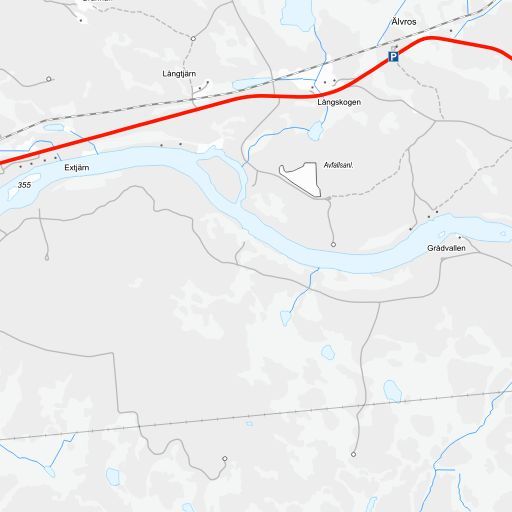 Älvros
Långtjärn
Långskogen
P
Avfallsanl.
Extjärn
355
Grådvallen